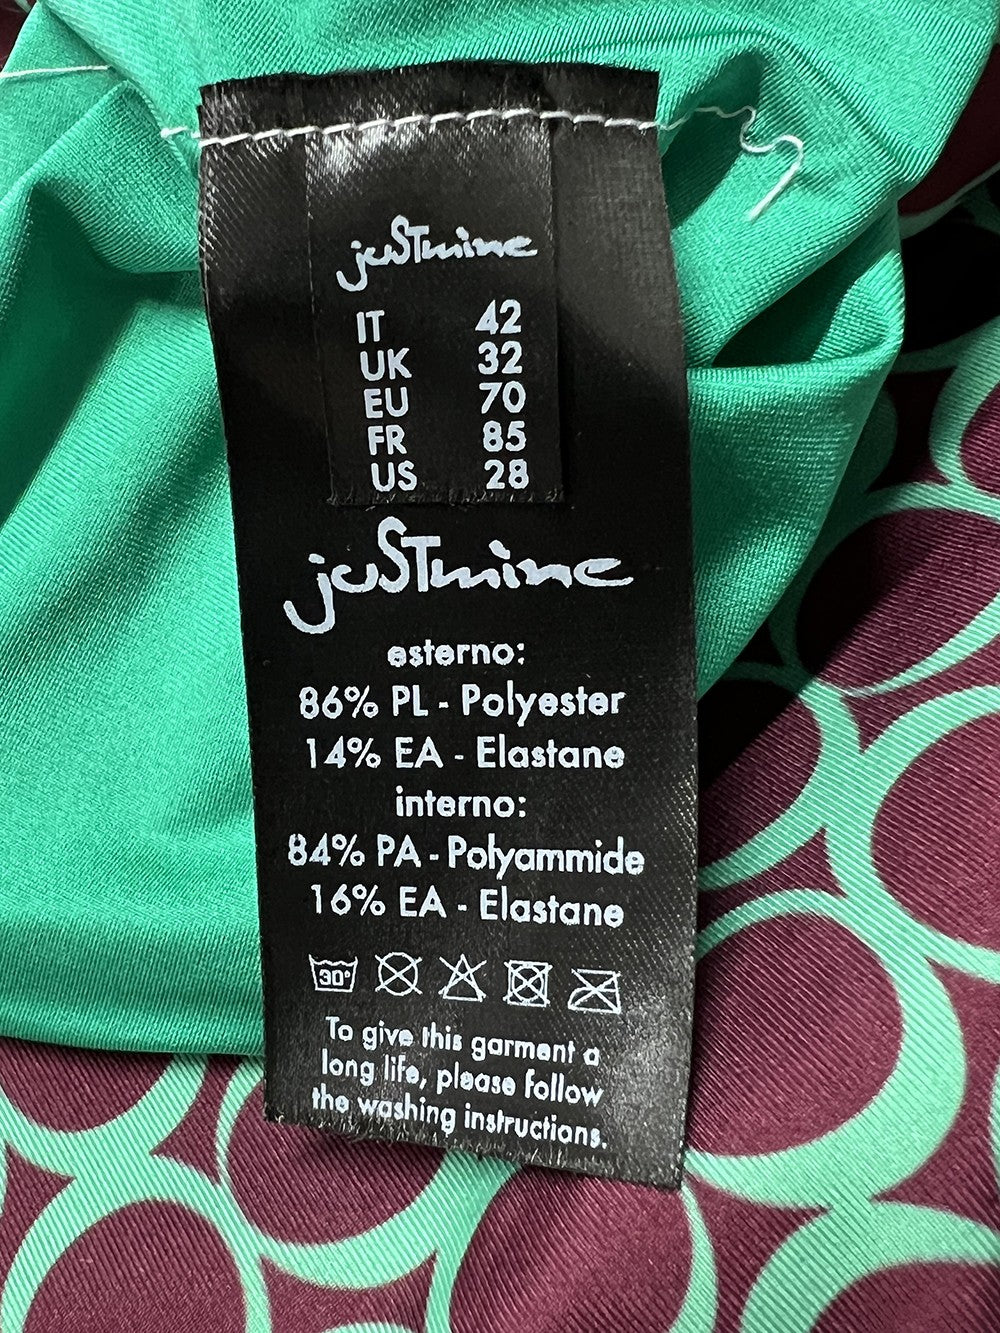 juSTmine
IT 42
UK 32
EU 70
FR 85
US 28
juSTmine
esterno:
86% PL - Polyester
14% EA - Elastane
interno:
84% PA - Polyammide
16% EA - Elastane
30°
To give this garment a
long life, please follow
the washing instructions.